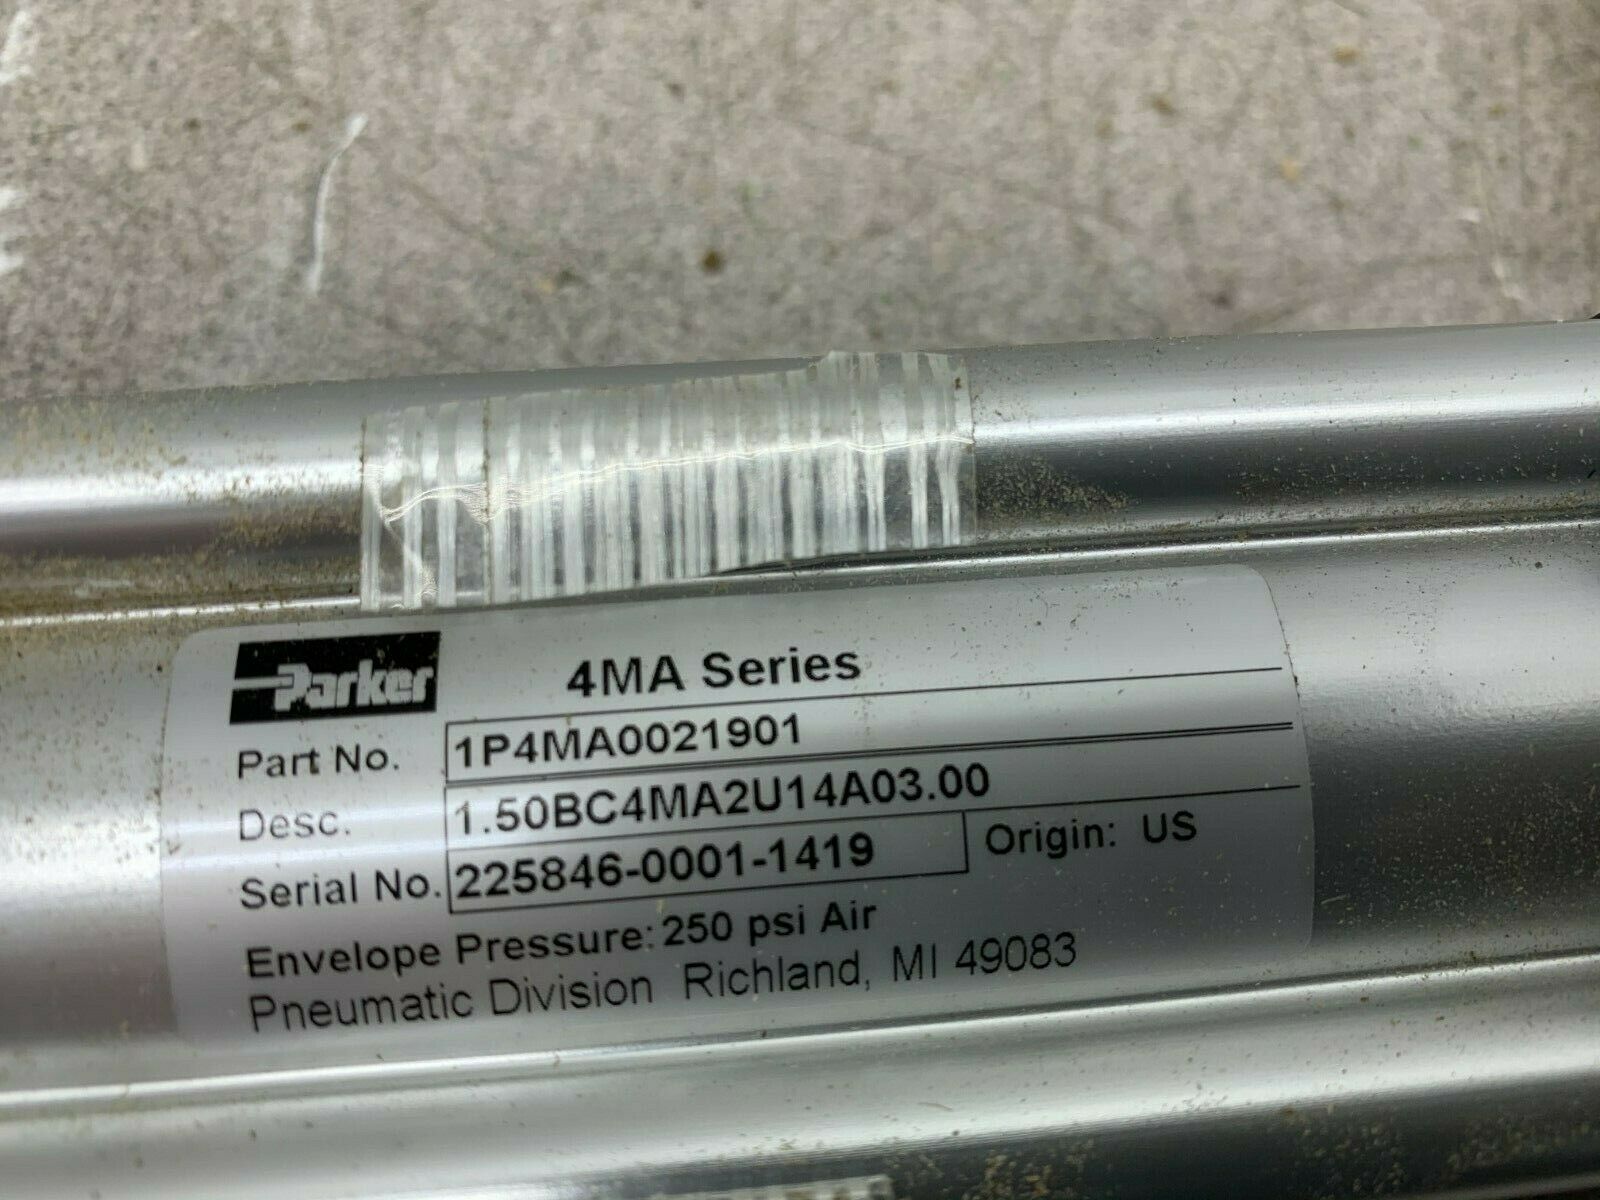 Parker 4MA Series
Part No. 1P4MA0021901
Desc. 1.50BC4MA2U14A03.00
Serial No. 225846-0001-1419 Origin: US
Envelope Pressure: 250 psi Air
Pneumatic Division Richland, MI 49083